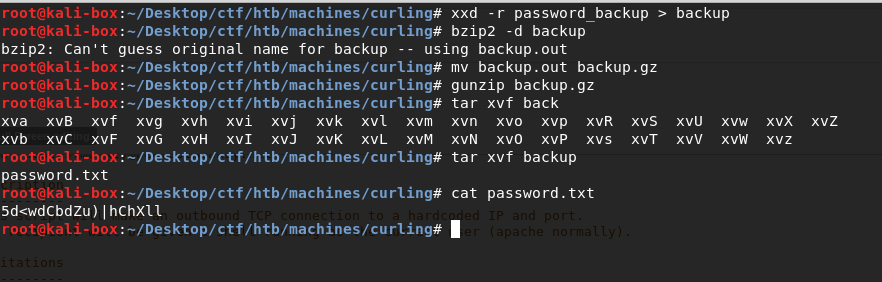 root@kali-box:~/Desktop/ctf/htb/machines/curling# xxd -r password_backup > backup
root@kali-box:~/Desktop/ctf/htb/machines/curling# bzip2 -d backup
bzip2: Can't guess original name for backup -- using backup.out
root@kali-box:~/Desktop/ctf/htb/machines/curling# mv backup.out backup.gz
root@kali-box:~/Desktop/ctf/htb/machines/curling# gunzip backup.gz
root@kali-box:~/Desktop/ctf/htb/machines/curling# tar xvf back
xva xvB xvf xvg xvh xvi xvj xvk xvl xvm xvn xvo xvp xvR xvS xvU xvw xvX xvZ
xvb xvC xvF xvG xvH xvI xvJ xvK xvL xvM xvN xvO xvP xvs xvT xvV xvW xvz
root@kali-box:~/Desktop/ctf/htb/machines/curling# tar xvf backup
password.txt
root@kali-box:~/Desktop/ctf/htb/machines/curling# cat password.txt
5d<wdCbdZu)|hChXll
an outbound TCP connection to a hardcoded IP and port.
root@kali-box:~/Desktop/ctf/htb/machines/curling#
(apache normally).
itations
--------